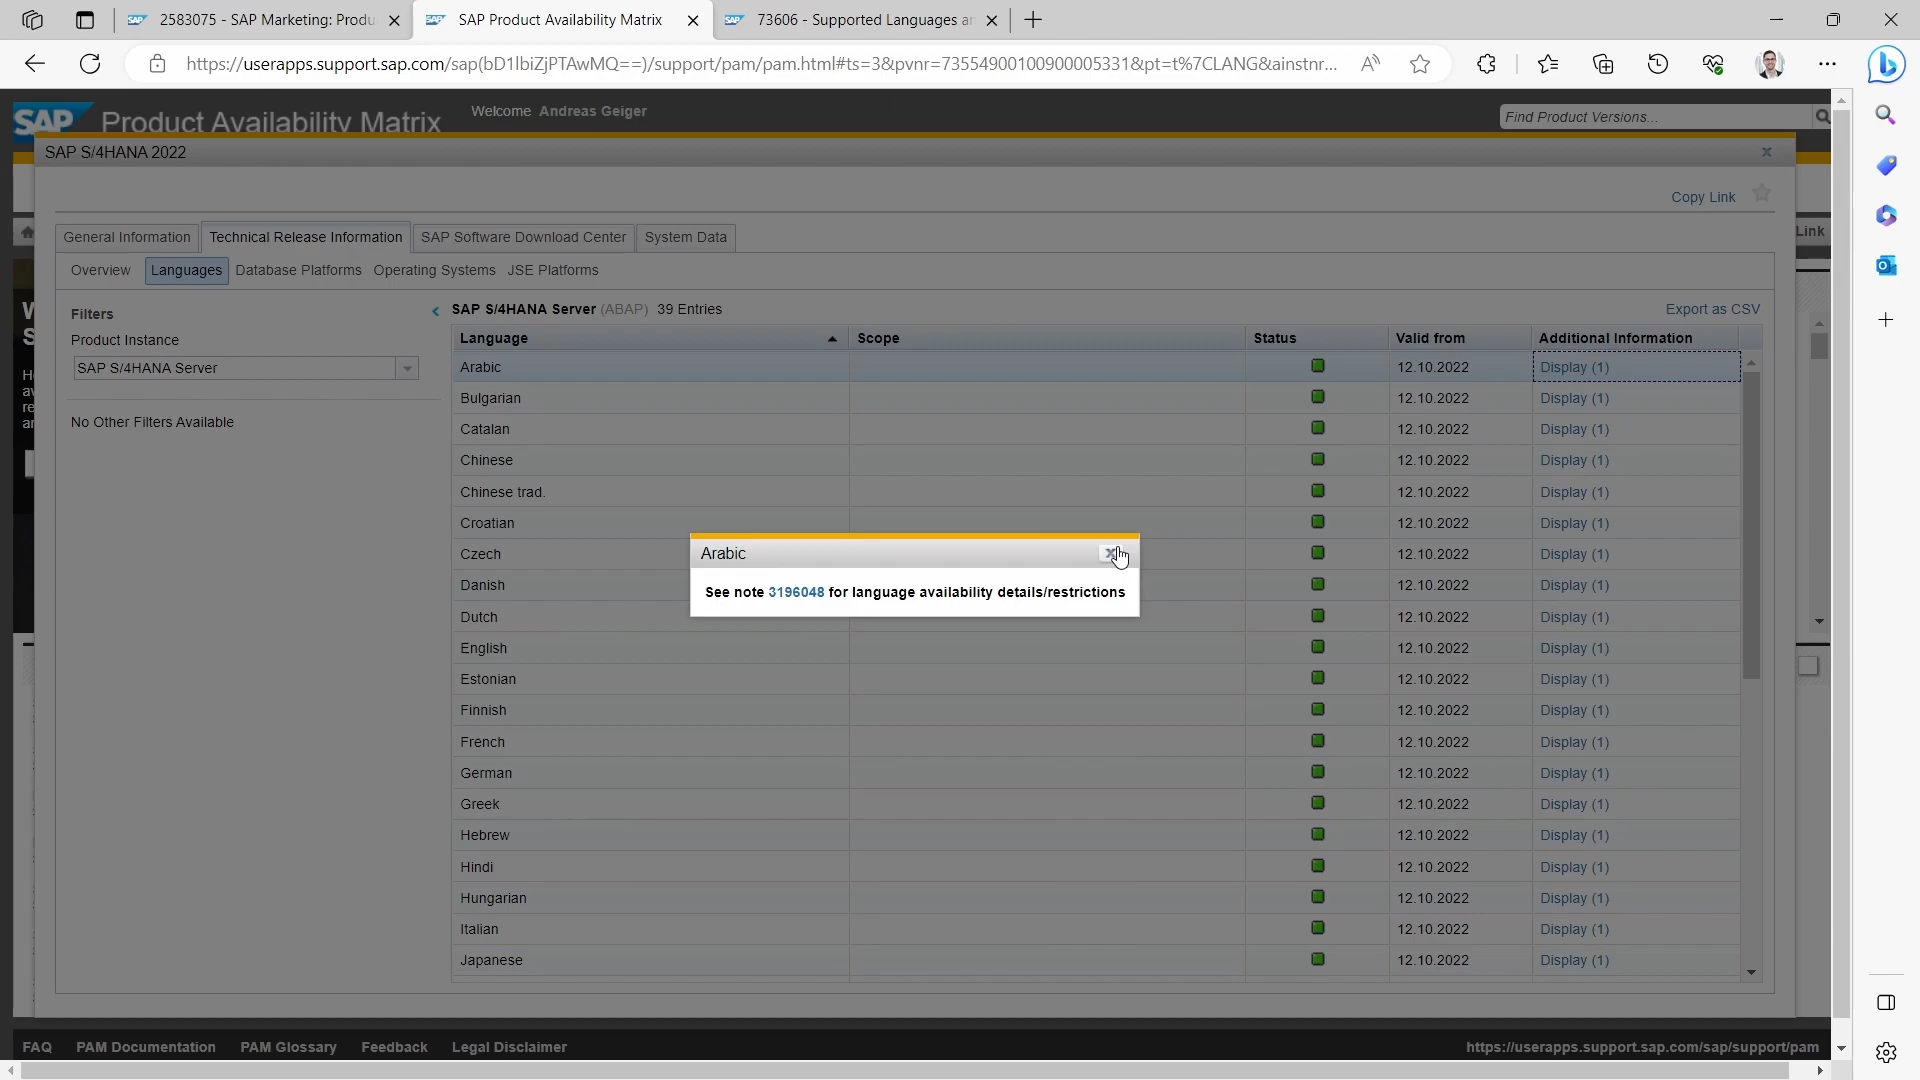 2583075 - SAP Marketing: Produ
SAP Product Availability Matrix
73606 - Supported Languages a
https://userapps.support.sap.com/sap(bD1lbiZjPTAwMQ==)/support/pam/pam.html#ts=3&pvnr=73554900100900005331&pt=t%7CLANG&ainstnr...
SAP Product Availability Matrix
Welcome Andreas Geiger
Find Product Versions...
SAP S/4HANA 2022
Copy Link
General Information
Technical Release Information
SAP Software Download Center
System Data
Link
Overview
Languages
Database Platforms
Operating Systems
JSE Platforms
Filters
Product Instance
SAP S/4HANA Server
No Other Filters Available
SAP S/4HANA Server (ABAP) 39 Entries
Export as CSV
Language Scope Status Valid from Additional Information
Arabic 12.10.2022 Display (1)
Bulgarian 12.10.2022 Display (1)
Catalan 12.10.2022 Display (1)
Chinese 12.10.2022 Display (1)
Chinese trad. 12.10.2022 Display (1)
Croatian 12.10.2022 Display (1)
Czech 12.10.2022 Display (1)
Danish 12.10.2022 Display (1)
Dutch 12.10.2022 Display (1)
English 12.10.2022 Display (1)
Estonian 12.10.2022 Display (1)
Finnish 12.10.2022 Display (1)
French 12.10.2022 Display (1)
German 12.10.2022 Display (1)
Greek 12.10.2022 Display (1)
Hebrew 12.10.2022 Display (1)
Hindi 12.10.2022 Display (1)
Hungarian 12.10.2022 Display (1)
Italian 12.10.2022 Display (1)
Japanese 12.10.2022 Display (1)
Arabic
See note 3196048 for language availability details/restrictions
FAQ PAM Documentation PAM Glossary Feedback Legal Disclaimer
https://userapps.support.sap.com/sap/support/pam